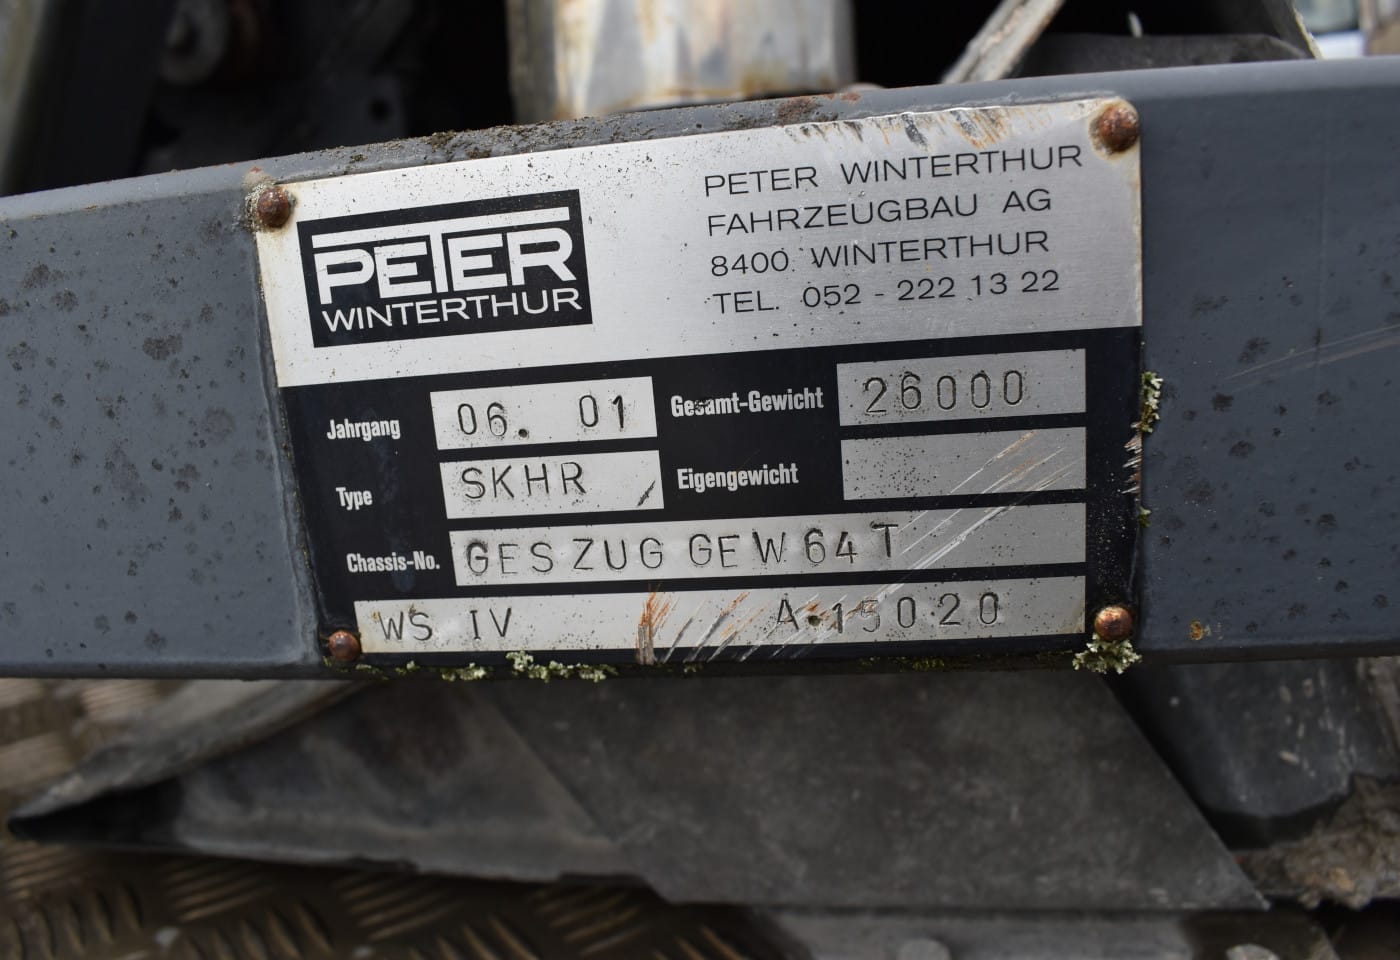 PETER
WINTERTHUR
PETER WINTERTHUR
FAHRZEUGBAU AG
8400 WINTERTHUR
TEL. 052 - 222 13 22
Jahrgang 06. 01 Gesamt-Gewicht 26000
Type SKHR Eigengewicht
Chassis-No. GES ZUG GEW 64 T
WS IV A.15020